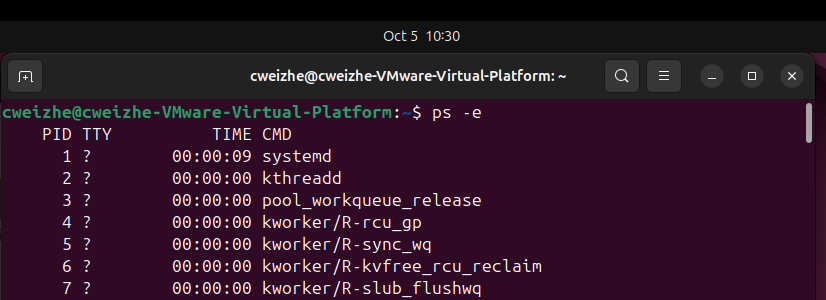 Oct 5 10:30
cweizhe@cweizhe-VMware-Virtual-Platform: ~
cweizhe@cweizhe-VMware-Virtual-Platform:~$ ps -e
    PID TTY          TIME CMD
      1 ?        00:00:09 systemd
      2 ?        00:00:00 kthreadd
      3 ?        00:00:00 pool_workqueue_release
      4 ?        00:00:00 kworker/R-rcu_gp
      5 ?        00:00:00 kworker/R-sync_wq
      6 ?        00:00:00 kworker/R-kvfree_rcu_reclaim
      7 ?        00:00:00 kworker/R-slub_flushwq